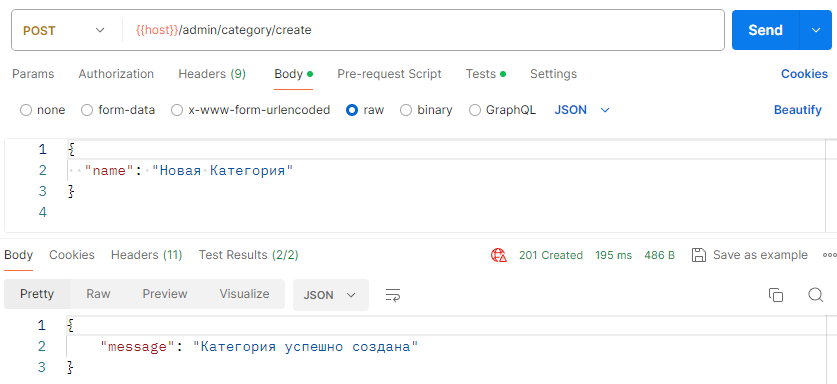 POST {{host}}/admin/category/create Send
Params Authorization Headers (9) Body Pre-request Script Tests Settings Cookies
none form-data x-www-form-urlencoded raw binary GraphQL JSON Beautify
1 {
2 "name": "Новая Категория"
3 }
4
Body Cookies Headers (11) Test Results (2/2) 201 Created 195 ms 486 B Save as example
Pretty Raw Preview Visualize JSON
1 {
2 "message": "Категория успешно создана"
3 }